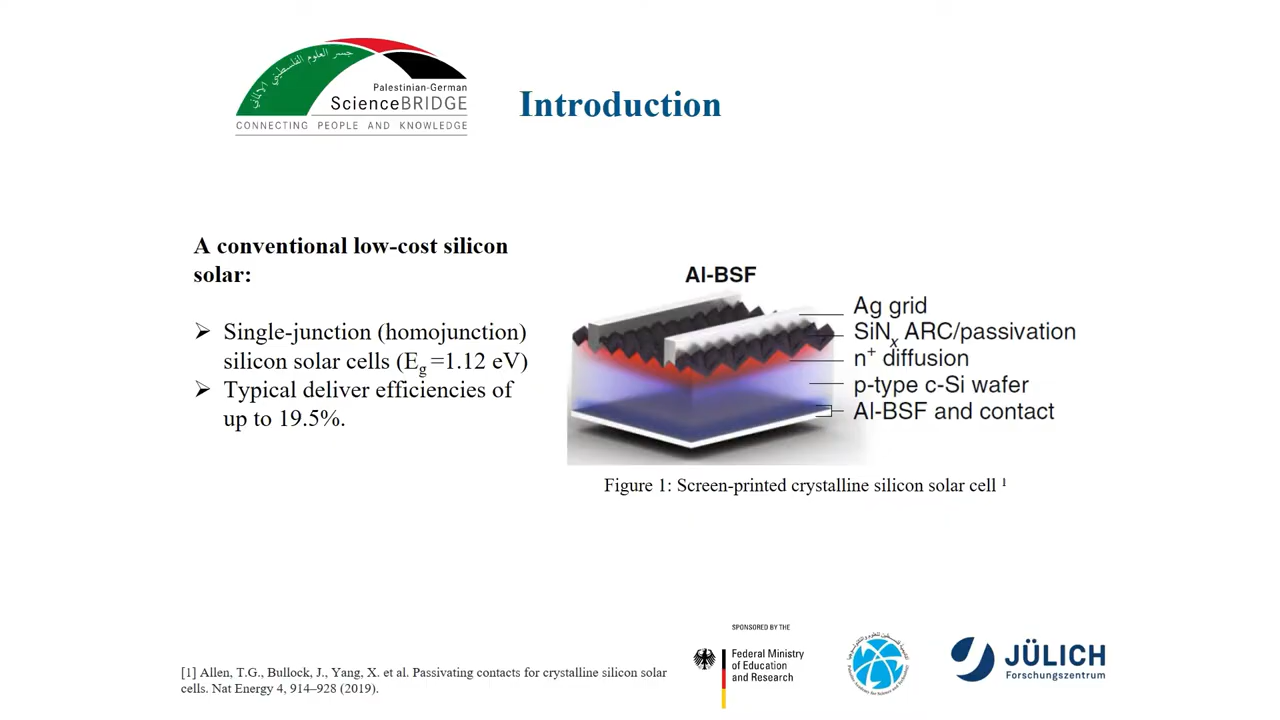 جسر العلوم الفلسطيني الألماني
Palestinian-German
ScienceBRIDGE
CONNECTING PEOPLE AND KNOWLEDGE
Introduction
A conventional low-cost silicon
solar:
➢ Single-junction (homojunction)
silicon solar cells (Eg =1.12 eV)
➢ Typical deliver efficiencies of
up to 19.5%.
Al-BSF
Ag grid
SiNx ARC/passivation
n+ diffusion
p-type c-Si wafer
Al-BSF and contact
Figure 1: Screen-printed crystalline silicon solar cell 1
[1] Allen, T.G., Bullock, J., Yang, X. et al. Passivating contacts for crystalline silicon solar
cells. Nat Energy 4, 914–928 (2019).
SPONSORED BY THE
Federal Ministry
of Education
and Research
JÜLICH
Forschungszentrum